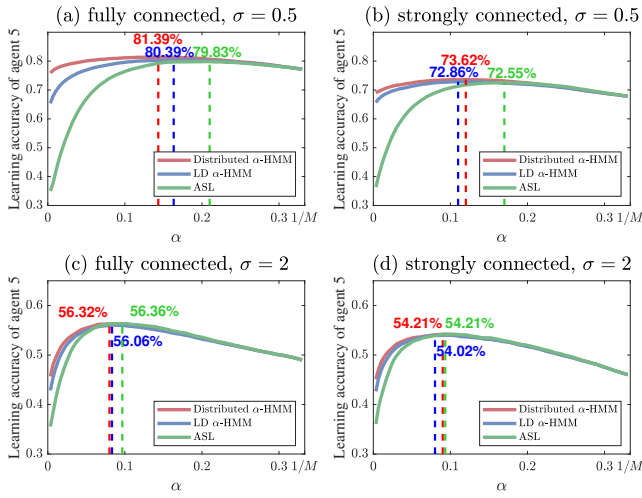 (a) fully connected, σ = 0.5
81.39%
80.39%
79.83%
Learning accuracy of agent 5
0.8
0.7
0.6
0.5
0.4
0.3
Distributed α-HMM
LD α-HMM
ASL
0 0.1 0.2 0.3 1/M
α
(b) strongly connected, σ = 0.5
73.62%
72.86%
72.55%
Learning accuracy of agent 5
0.8
0.7
0.6
0.5
0.4
0.3
Distributed α-HMM
LD α-HMM
ASL
0 0.1 0.2 0.3 1/M
α
(c) fully connected, σ = 2
56.32%
56.36%
56.06%
Learning accuracy of agent 5
0.6
0.5
0.4
0.3
Distributed α-HMM
LD α-HMM
ASL
0 0.1 0.2 0.3 1/M
α
(d) strongly connected, σ = 2
54.21%
54.21%
54.02%
Learning accuracy of agent 5
0.6
0.5
0.4
0.3
Distributed α-HMM
LD α-HMM
ASL
0 0.1 0.2 0.3 1/M
α